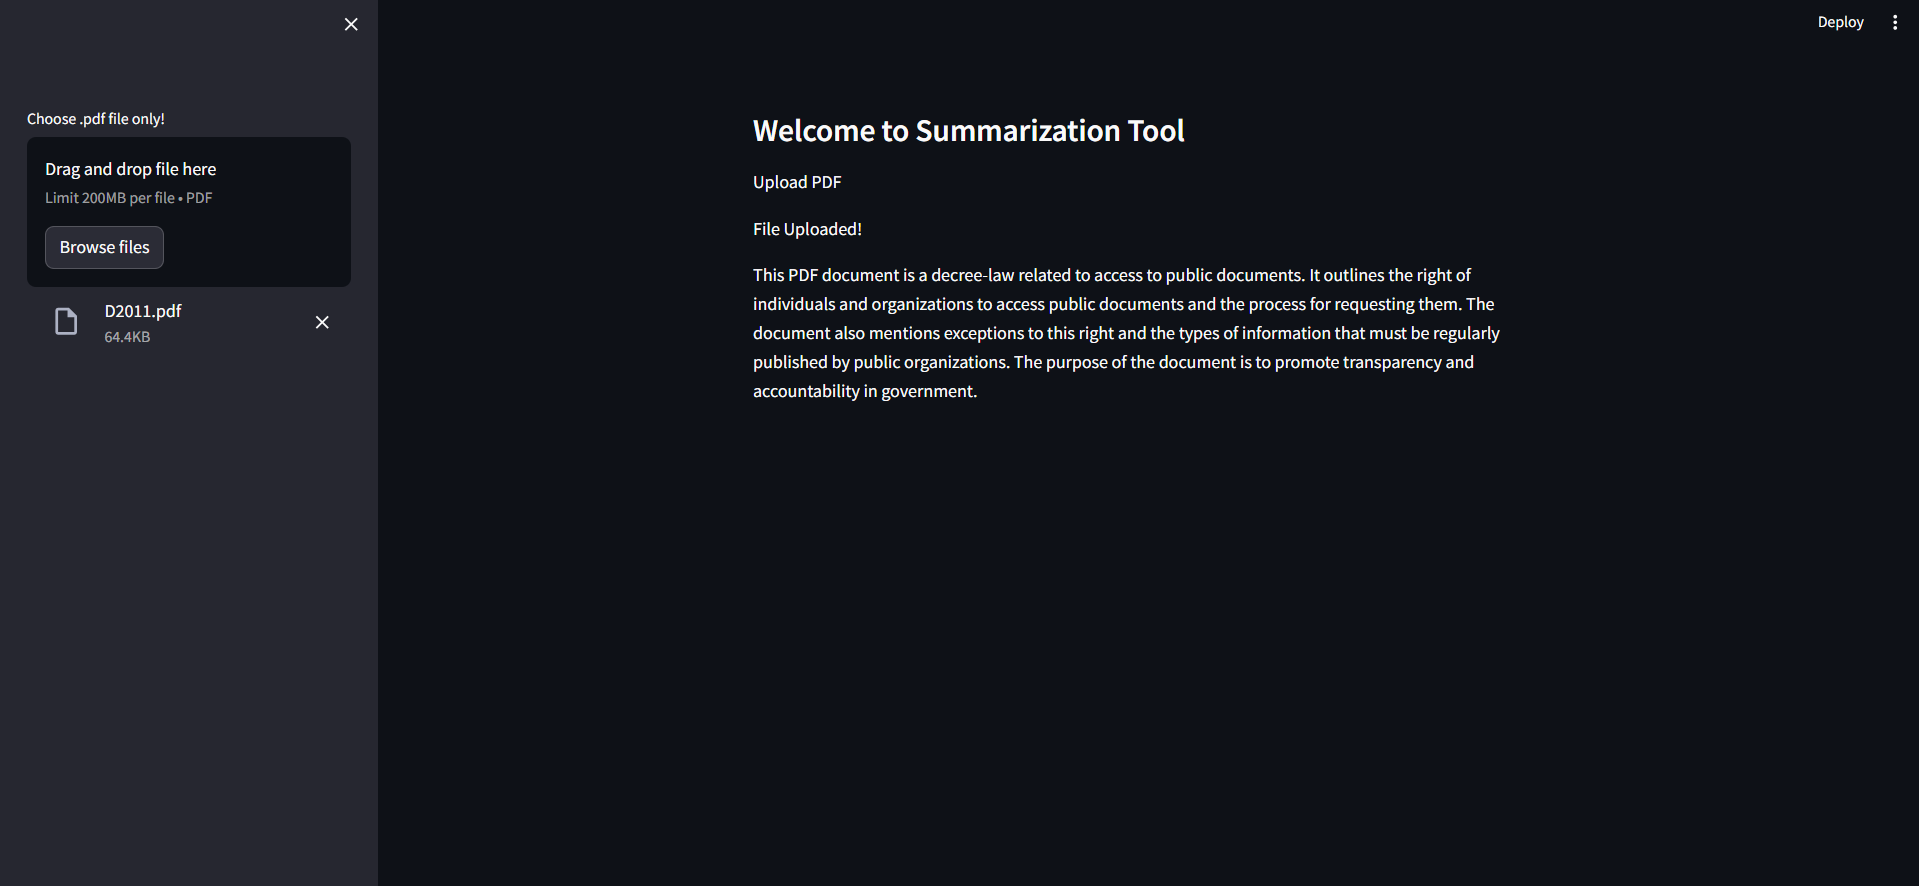 Deploy
Choose .pdf file only!
Drag and drop file here
Limit 200MB per file • PDF
Browse files
D2011.pdf
64.4KB
Welcome to Summarization Tool
Upload PDF
File Uploaded!
This PDF document is a decree-law related to access to public documents. It outlines the right of
individuals and organizations to access public documents and the process for requesting them. The
document also mentions exceptions to this right and the types of information that must be regularly
published by public organizations. The purpose of the document is to promote transparency and
accountability in government.